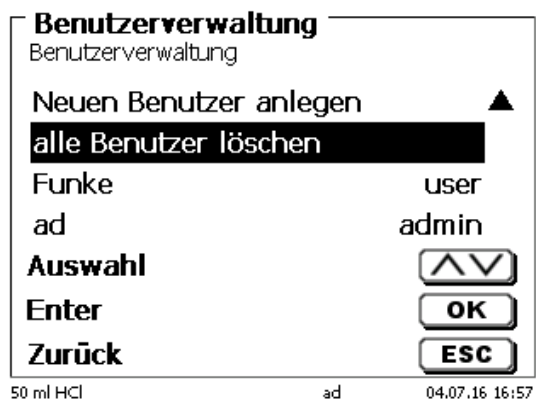 Benutzerverwaltung
Benutzerverwaltung
Neuen Benutzer anlegen
alle Benutzer löschen
Funke user
ad admin
Auswahl
Enter OK
Zurück ESC
50 ml HCl ad 04.07.16 16:57